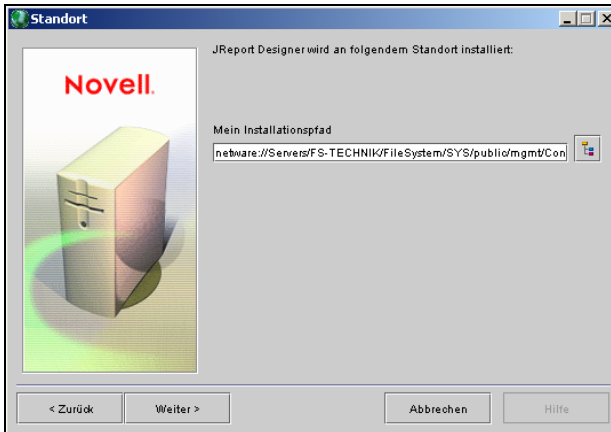 Standort
JReport Designer wird an folgendem Standort installiert:
Novell.
Mein Installationspfad
netware://Servers/FS-TECHNIK/FileSystem/SYS/public/mgmt/Con
< Zurück
Weiter >
Abbrechen
Hilfe